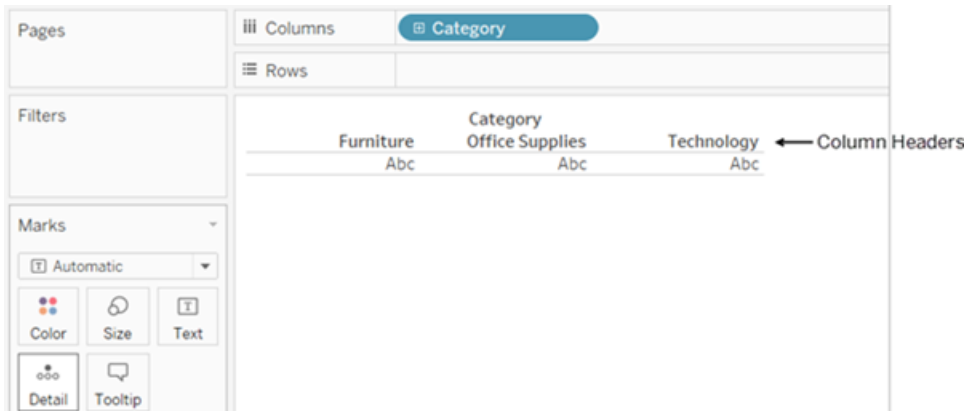 Pages
Columns
Category
Rows
Filters
Category
Furniture Office Supplies Technology
Column Headers
Abc Abc Abc
Marks
T Automatic
Color Size T Text
Detail Tooltip